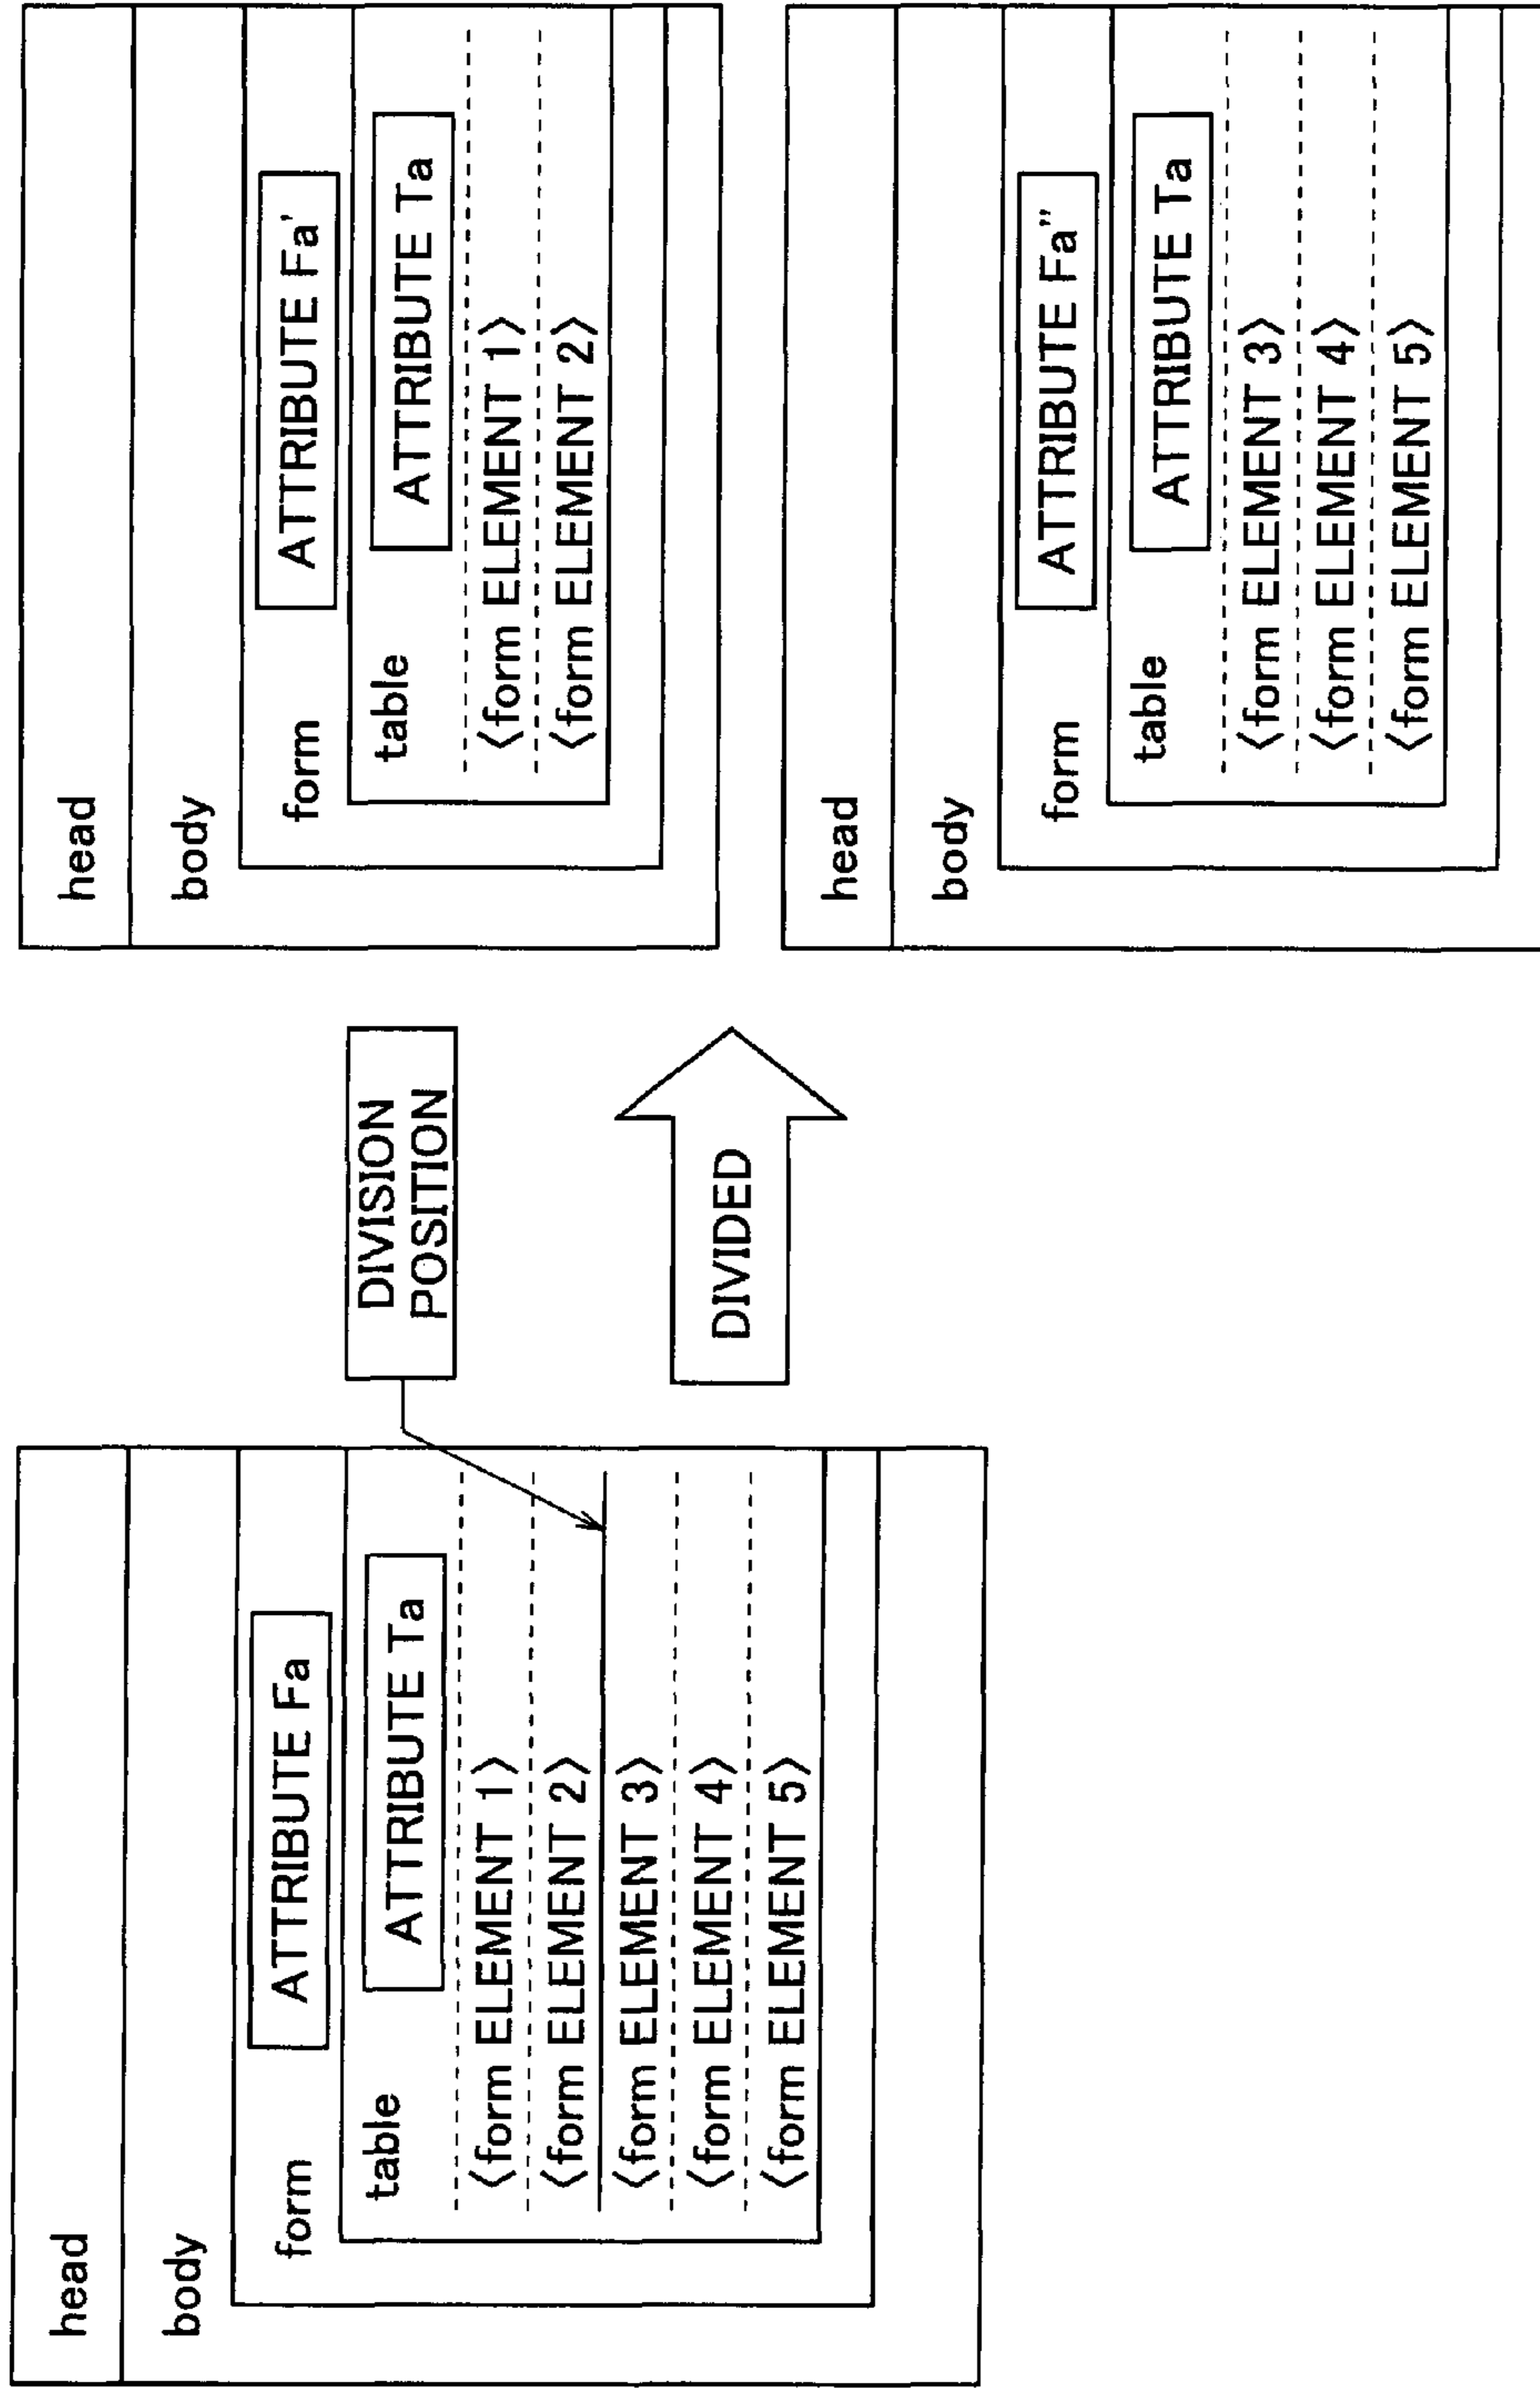 head
body
form
ATTRIBUTE Fa
table
ATTRIBUTE Ta
<form ELEMENT 1>
<form ELEMENT 2>
<form ELEMENT 3>
<form ELEMENT 4>
<form ELEMENT 5>
DIVISION
POSITION
DIVIDED
head
body
form
ATTRIBUTE Fa'
table
ATTRIBUTE Ta
<form ELEMENT 1>
<form ELEMENT 2>
head
body
form
ATTRIBUTE Fa"
table
ATTRIBUTE Ta
<form ELEMENT 3>
<form ELEMENT 4>
<form ELEMENT 5>